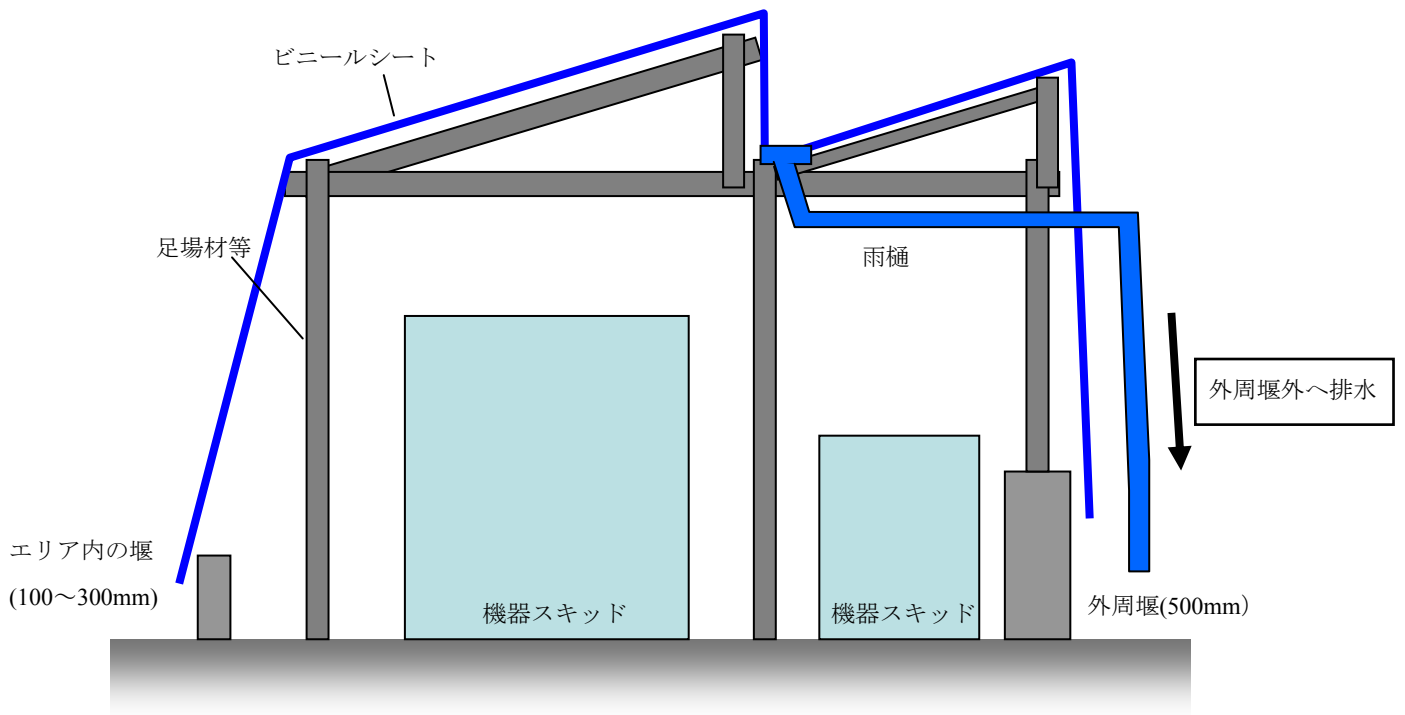 ビニールシート
足場材等
雨樋
外周堰外へ排水
エリア内の堰
(100～300mm)
機器スキッド
機器スキッド
外周堰(500mm）